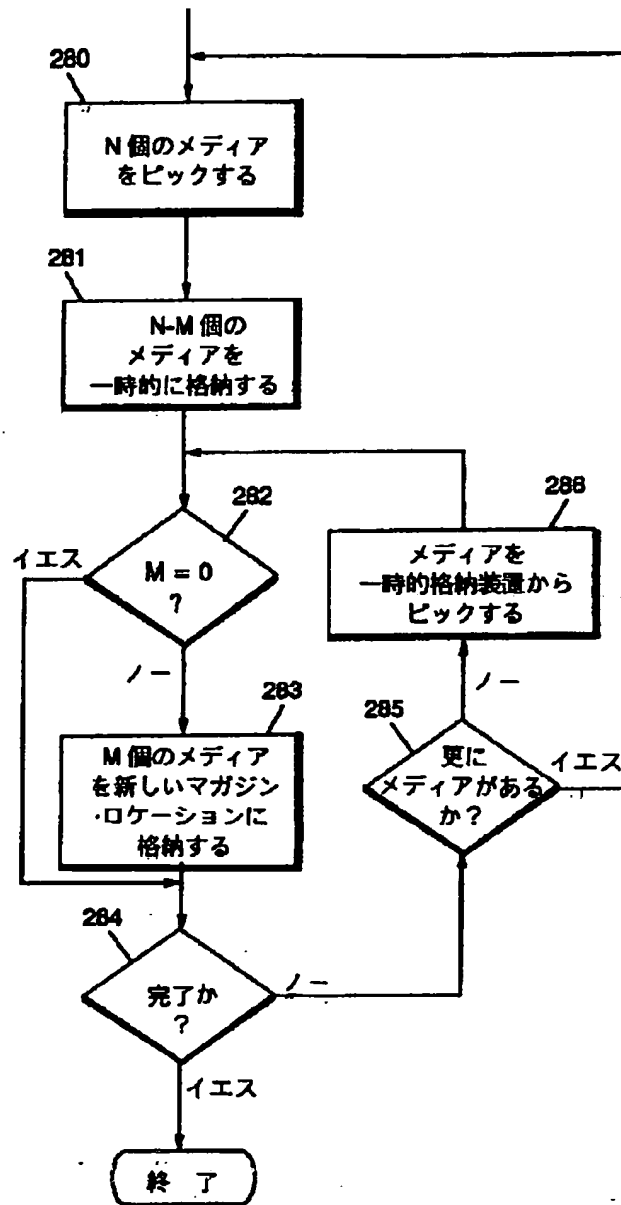 280
N 個のメディア
をピックする
281
N-M 個の
メディアを
一時的に格納する
282
イエス
M = 0
?
ノー
283
M 個のメディア
を新しいマガジン
・ロケーションに
格納する
284
完了か
?
ノー
イエス
終 了
286
メディアを
一時的格納装置から
ピックする
ノー
285
更に
メディアがある
か?
イエス